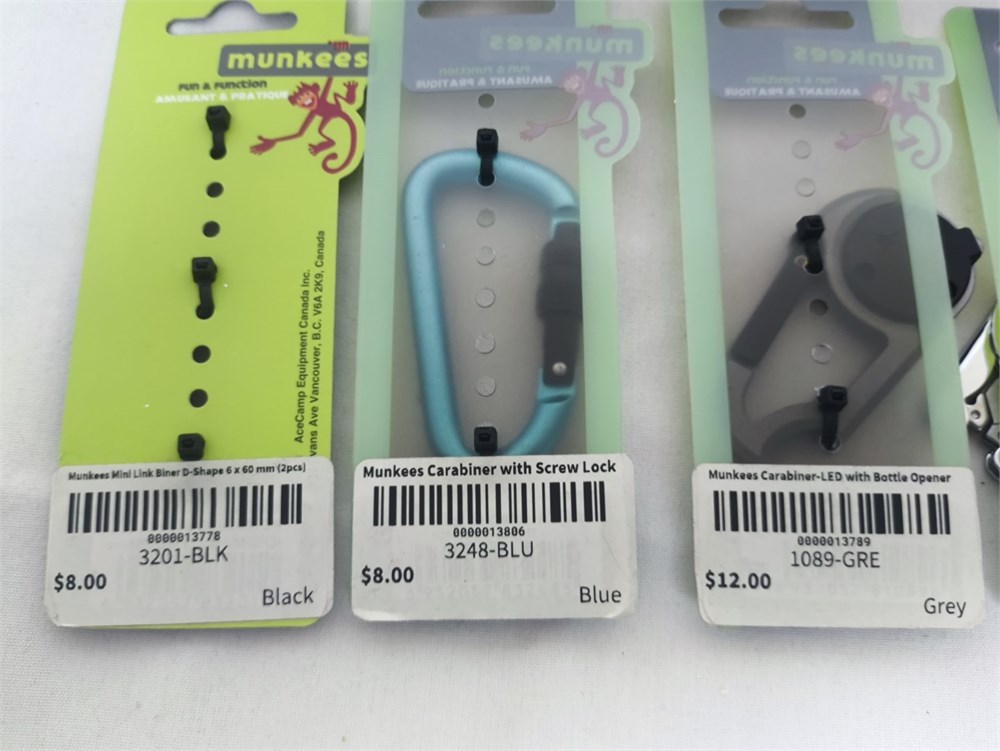 munkees
FUN & FUNCTION
AMUSANT & PRATIQUE
AceCamp Equipment Canada Inc.
vans Ave Vancouver, B.C. V6A 2K9, Canada
Munkees Mini Link Biner D-Shape 6 x 60 mm (2pcs)
0000013778
3201-BLK
$8.00
Black
munkees
FUN & FUNCTION
AMUSANT & PRATIQUE
Munkees Carabiner with Screw Lock
0000013806
3248-BLU
$8.00
Blue
munkees
FUN & FUNCTION
AMUSANT & PRATIQUE
Munkees Carabiner-LED with Bottle Opener
0000013789
1089-GRE
$12.00
Grey